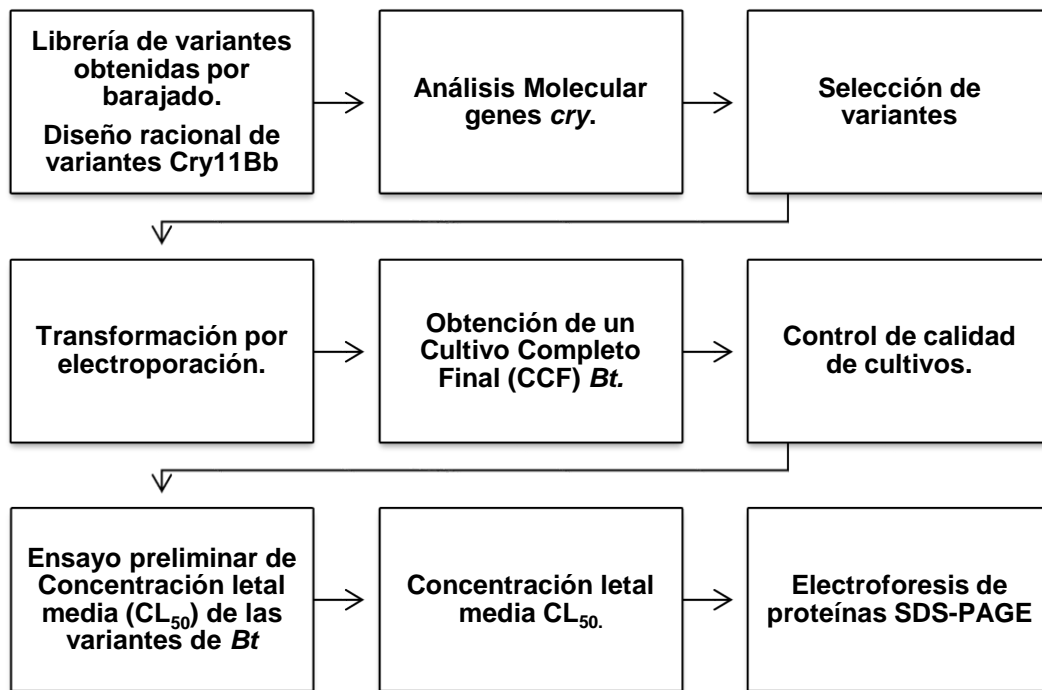 Librería de variantes
obtenidas por
barajado.
Diseño racional de
variantes Cry11Bb
Análisis Molecular
genes cry.
Selección de
variantes
Transformación por
electroporación.
Obtención de un
Cultivo Completo
Final (CCF) Bt.
Control de calidad
de cultivos.
Ensayo preliminar de
Concentración letal
media (CL50) de las
variantes de Bt
Concentración letal
media CL50.
Electroforesis de
proteínas SDS-PAGE